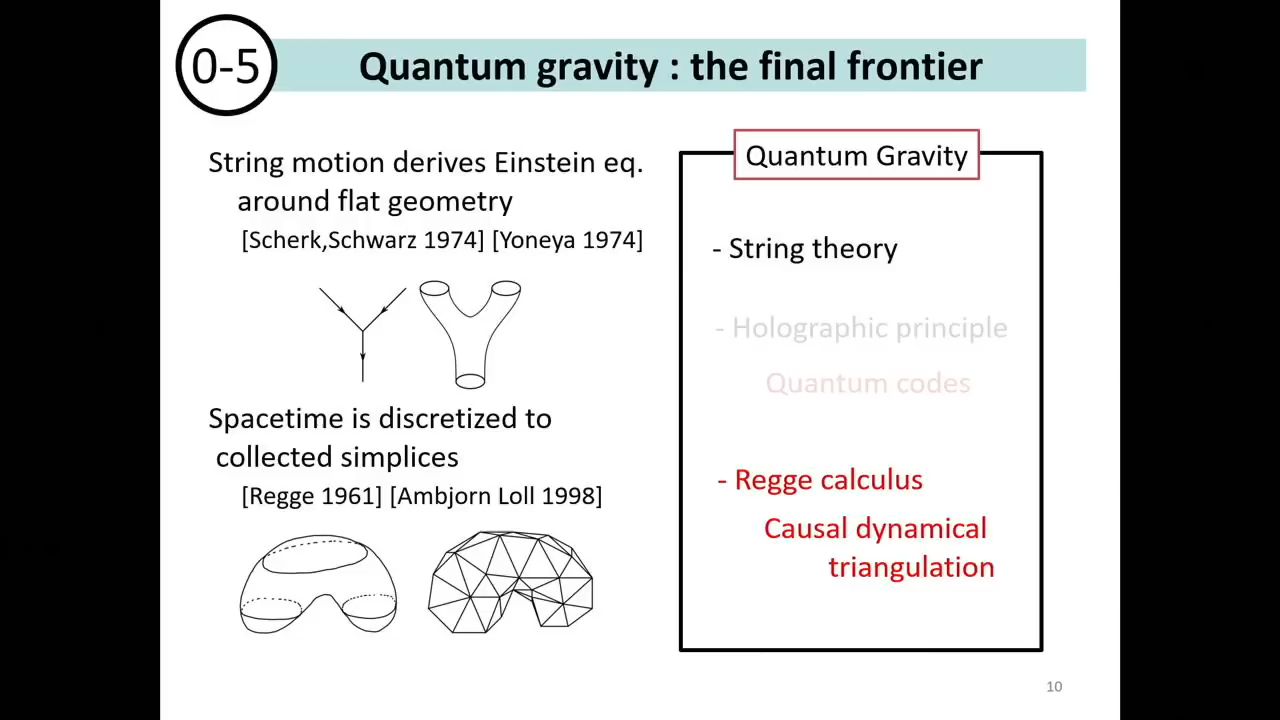 0-5
Quantum gravity : the final frontier
String motion derives Einstein eq.
around flat geometry
[Scherk,Schwarz 1974] [Yoneya 1974]
Spacetime is discretized to
collected simplices
[Regge 1961] [Ambjorn Loll 1998]
Quantum Gravity
- String theory
- Holographic principle
Quantum codes
- Regge calculus
Causal dynamical
triangulation
10